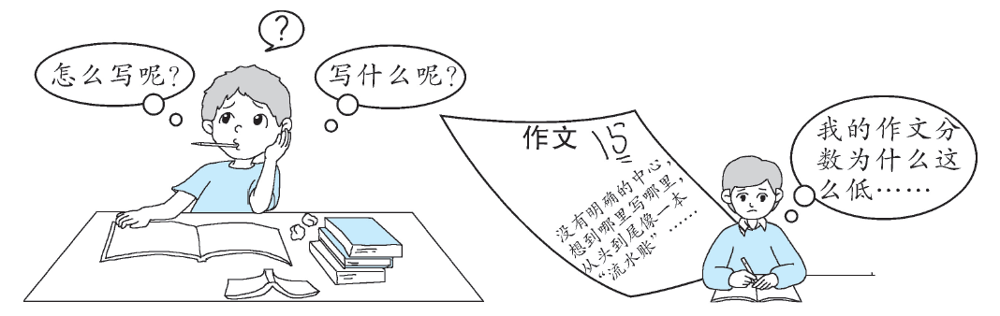 ?
怎么写呢?
写什么呢?
作文
15
没有明确的中心，
想到哪里写哪里，
从头到尾像一本
“流水账”……
我的作文分
数为什么这
么低……